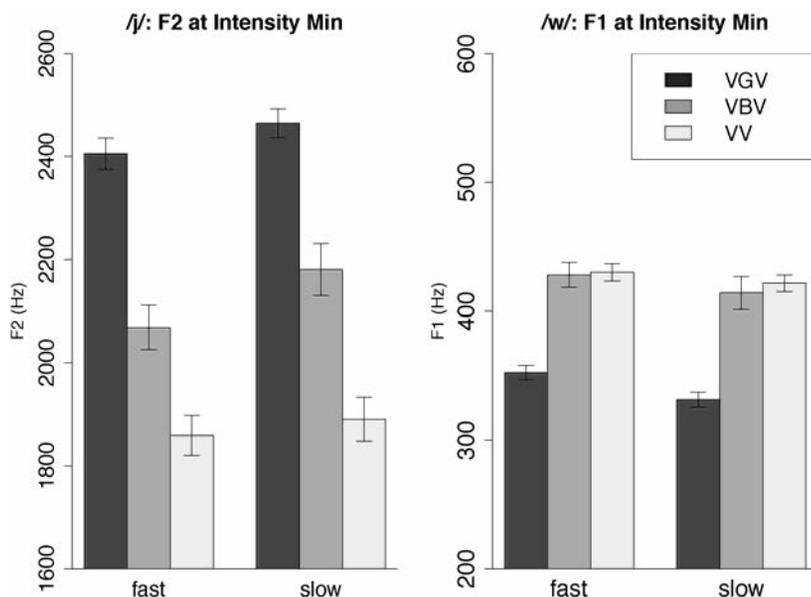 /j/: F2 at Intensity Min
F2 (Hz)
2600
2400
2200
2000
1800
1600
fast
slow
/w/: F1 at Intensity Min
F1 (Hz)
600
500
400
300
200
fast
slow
VGV
VBV
VV